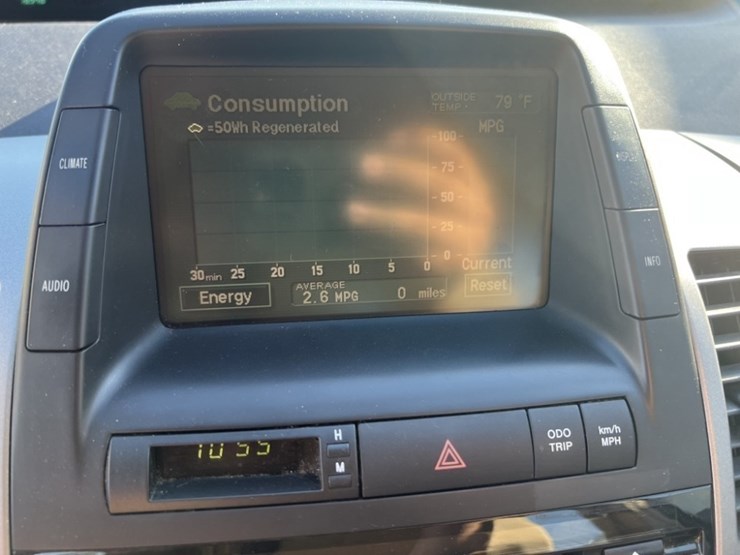 Consumption
OUTSIDE TEMP. 79 °F
=50Wh Regenerated
MPG
100
75
50
25
0
30 min 25 20 15 10 5 0
Current
Energy
AVERAGE
2.6 MPG 0 miles
Reset
CLIMATE
AUDIO
INFO
10 55
H
M
ODO
TRIP
km/h
MPH